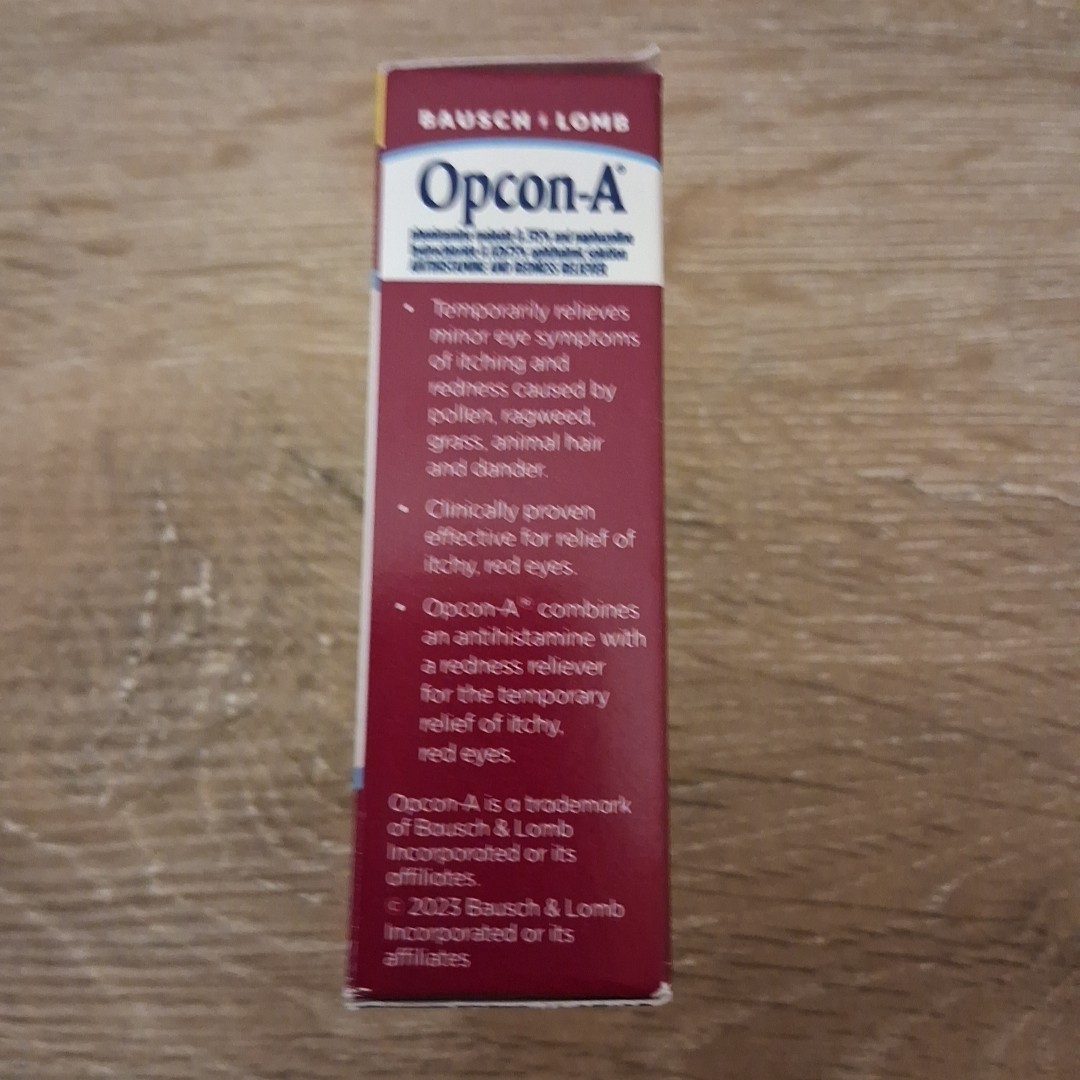 BAUSCH + LOMB
Opcon-A®
hydrochloride ophthalmic solution
ANTIHISTAMINE AND REDNESS RELIEVER
• Temporarily relieves
minor eye symptoms
of itching and
redness caused by
pollen, ragweed,
grass, animal hair
and dander.
• Clinically proven
effective for relief of
itchy, red eyes.
• Opcon-A® combines
an antihistamine with
a redness reliever
for the temporary
relief of itchy,
red eyes.
Opcon-A is a trademark
of Bausch & Lomb
Incorporated or its
affiliates.
© 2023 Bausch & Lomb
Incorporated or its
affiliates